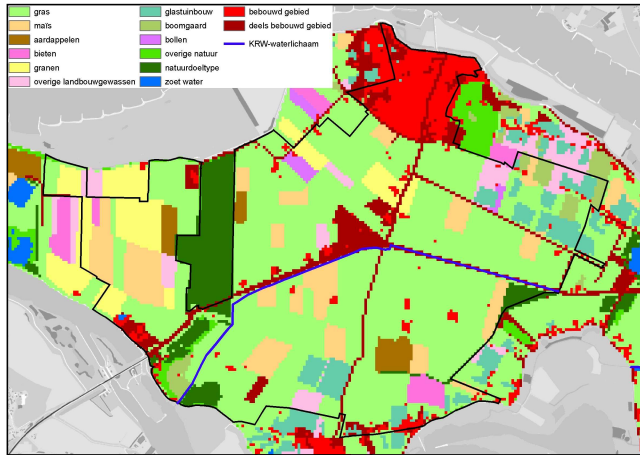 gras
maïs
aardappelen
bieten
granen
overige landbouwgewassen
glastuinbouw
boomgaard
bollen
overige natuur
natuurdoeltype
zoet water
bebouwd gebied
deels bebouwd gebied
KRW-waterlichaam